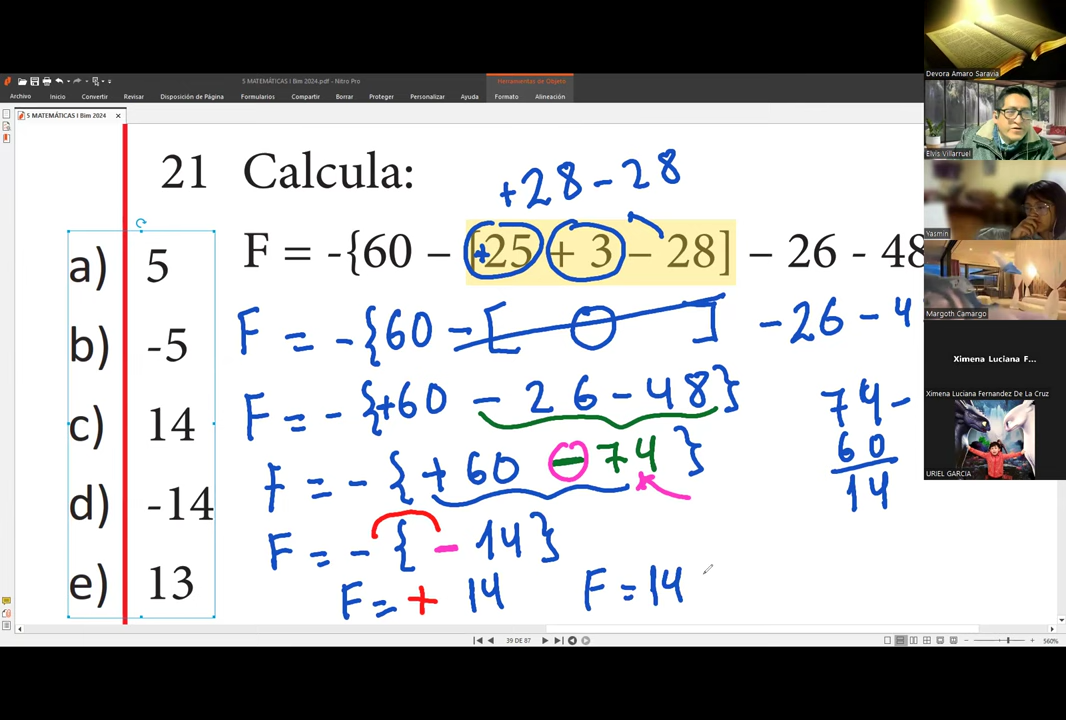 5 MATEMÁTICAS I Bim 2024.pdf - Nitro Pro
Herramientas de Objeto
Archivo Inicio Convertir Revisar Disposición de Página Formularios Compartir Borrar Proteger Personalizar Ayuda Formato Alineación
5 MATEMÁTICAS I Bim 2024 ×
21 Calcula:
+28 - 28
F = -{60 – [+25 + 3 – 28] – 26 - 48
a) 5
b) -5
c) 14
d) -14
e) 13
F = -{60 - [0] - 26 - 4
F = - {+60 - 26 - 48}
F = - {+60 - 74}
F = - {- 14}
F = + 14
F = 14
74 -
60
14
39 DE 87
560%
Devora Amaro Saravia
Elvis Villarruel
Yasmin
Margoth Camargo
Ximena Luciana F...
Ximena Luciana Fernandez De La Cruz
URIEL GARCIA